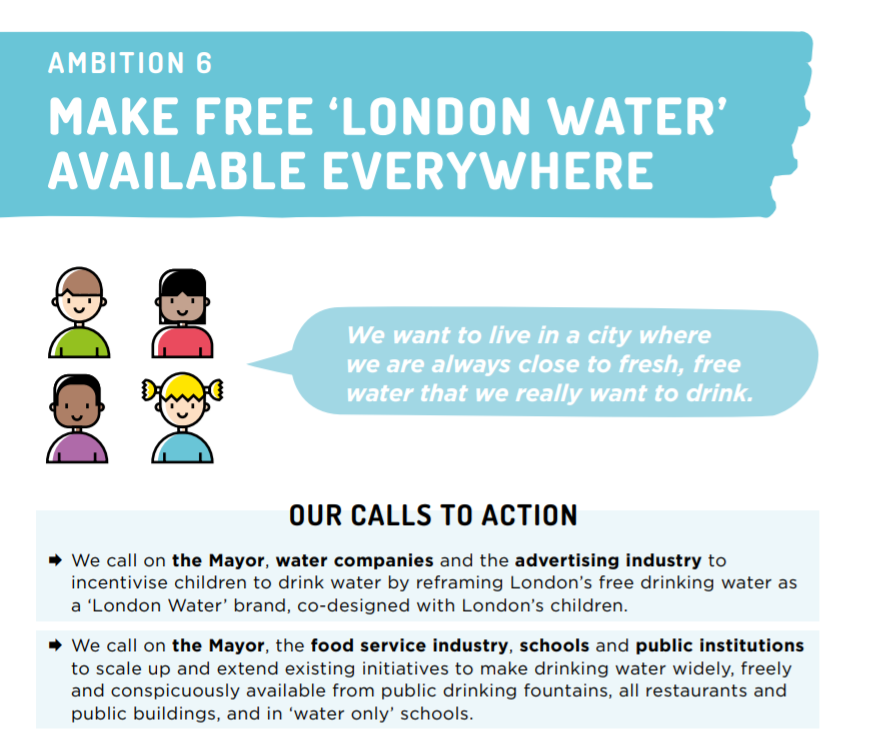 AMBITION 6
MAKE FREE ‘LONDON WATER’
AVAILABLE EVERYWHERE
We want to live in a city where
we are always close to fresh, free
water that we really want to drink.
OUR CALLS TO ACTION
➡ We call on the Mayor, water companies and the advertising industry to
incentivise children to drink water by reframing London’s free drinking water as
a ‘London Water’ brand, co-designed with London’s children.
➡ We call on the Mayor, the food service industry, schools and public institutions
to scale up and extend existing initiatives to make drinking water widely, freely
and conspicuously available from public drinking fountains, all restaurants and
public buildings, and in ‘water only’ schools.